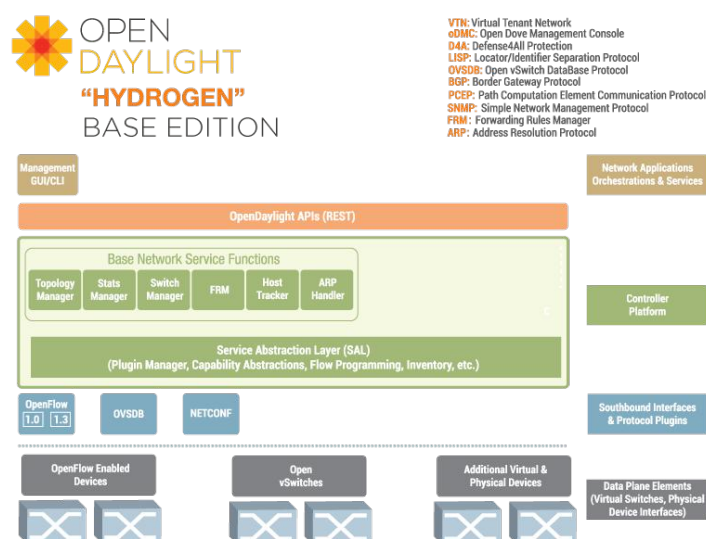 OPEN
DAYLIGHT
“HYDROGEN”
BASE EDITION
VTN: Virtual Tenant Network
oDMC: Open Dove Management Console
D4A: Defense4All Protection
LISP: Locator/Identifier Separation Protocol
OVSDB: Open vSwitch DataBase Protocol
BGP: Border Gateway Protocol
PCEP: Path Computation Element Communication Protocol
SNMP: Simple Network Management Protocol
FRM: Forwarding Rules Manager
ARP: Address Resolution Protocol
Management
GUI/CLI
Network Applications
Orchestrations & Services
OpenDaylight APIs (REST)
Base Network Service Functions
Topology
Manager
Stats
Manager
Switch
Manager
FRM
Host
Tracker
ARP
Handler
Controller
Platform
Service Abstraction Layer (SAL)
(Plugin Manager, Capability Abstractions, Flow Programming, Inventory, etc.)
OpenFlow
1.0 1.3
OVSDB
NETCONF
Southbound Interfaces
& Protocol Plugins
OpenFlow Enabled
Devices
Open
vSwitches
Additional Virtual &
Physical Devices
Data Plane Elements
(Virtual Switches, Physical
Device Interfaces)